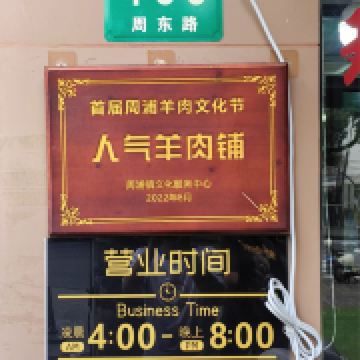 周东路
首届周浦羊肉文化节
人气羊肉铺
周浦镇文化服务中心
2022年8月
营业时间
Business Time
凌晨 AM 4:00-晚上 PM 8:00